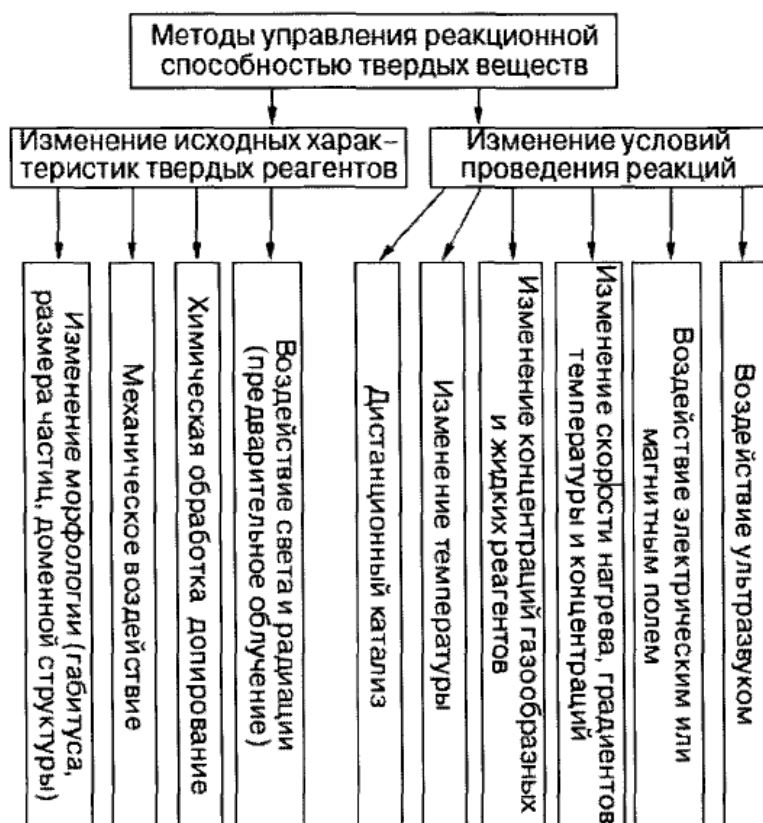 Методы управления реакционной
способностью твердых веществ
Изменение исходных харак-
теристик твердых реагентов
Изменение условий
проведения реакций
Изменение морфологии (габитуса,
размера частиц, доменной структуры)
Механическое воздействие
Химическая обработка допирование
Воздействие света и радиации
(предварительное облучение)
Дистанционный катализ
Изменение температуры
Изменение концентраций газообразных
и жидких реагентов
Изменение скорости нагрева, градиентов
температуры и концентраций
Воздействие электрическим или
магнитным полем
Воздействие ультразвуком